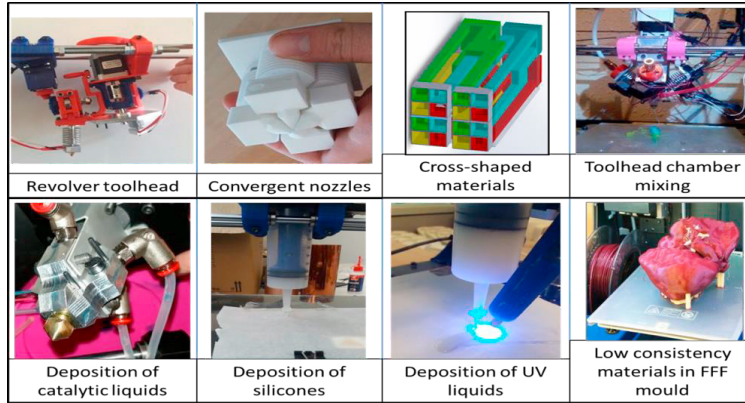 Revolver toolhead
Convergent nozzles
Cross-shaped
materials
Toolhead chamber
mixing
Deposition of
catalytic liquids
Deposition of
silicones
Deposition of UV
liquids
Low consistency
materials in FFF
mould